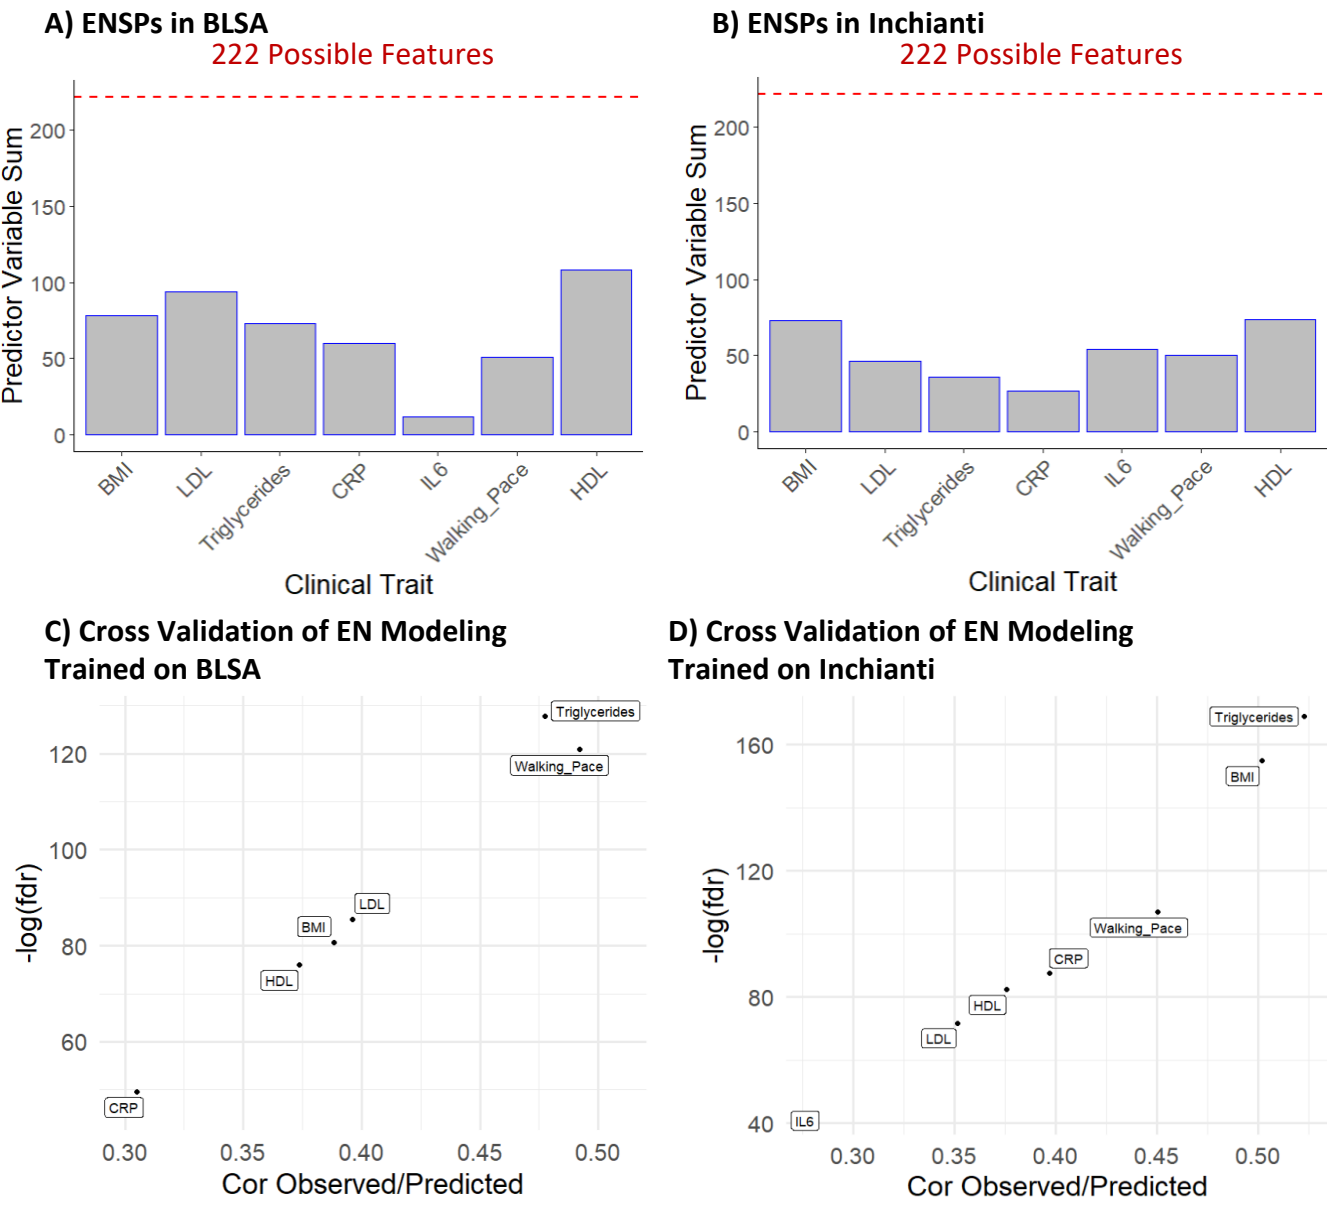 A) ENSPs in BLSA
222 Possible Features
Predictor Variable Sum
200
150
100
50
0
BMI
LDL
Triglycerides
CRP
IL6
Walking_Pace
HDL
Clinical Trait
B) ENSPs in Inchianti
222 Possible Features
Predictor Variable Sum
200
150
100
50
0
BMI
LDL
Triglycerides
CRP
IL6
Walking_Pace
HDL
Clinical Trait
C) Cross Validation of EN Modeling
Trained on BLSA
-log(fdr)
120
100
80
60
Triglycerides
Walking_Pace
LDL
BMI
HDL
CRP
0.30 0.35 0.40 0.45 0.50
Cor Observed/Predicted
D) Cross Validation of EN Modeling
Trained on Inchianti
-log(fdr)
160
120
80
40
Triglycerides
BMI
Walking_Pace
CRP
HDL
LDL
IL6
0.30 0.35 0.40 0.45 0.50
Cor Observed/Predicted